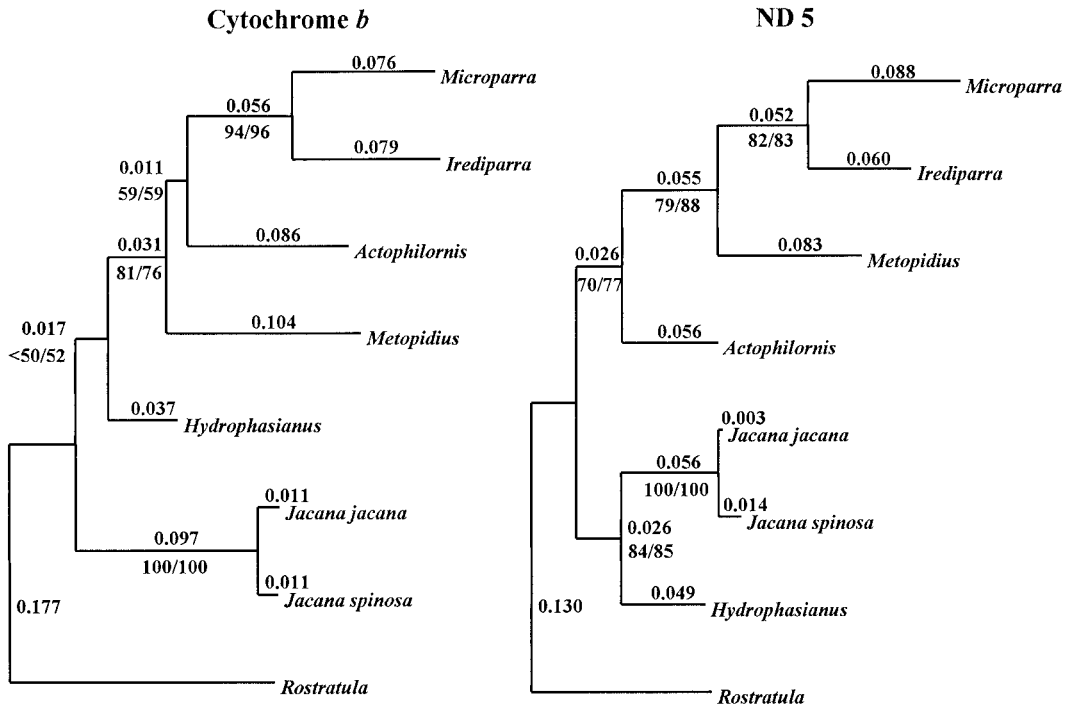 Cytochrome b
0.076
Microparra
0.056
94/96
0.079
Irediparra
0.011
59/59
0.086
Actophilornis
0.031
81/76
0.104
Metopidius
0.017
<50/52
0.037
Hydrophasianus
0.011
Jacana jacana
0.097
100/100
0.011
Jacana spinosa
0.177
Rostratula
ND 5
0.088
Microparra
0.052
82/83
0.060
Irediparra
0.055
79/88
0.083
Metopidius
0.026
70/77
0.056
Actophilornis
0.003
Jacana jacana
0.056
100/100
0.014
Jacana spinosa
0.026
84/85
0.049
Hydrophasianus
0.130
Rostratula